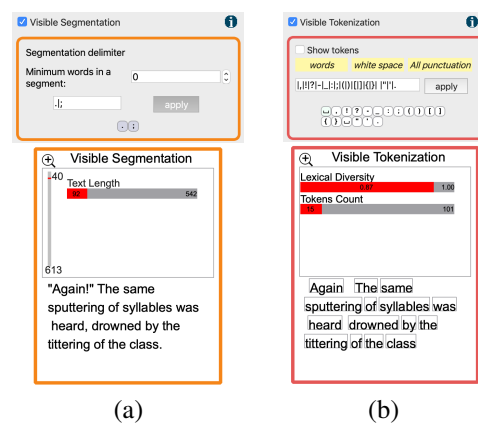 Visible Segmentation
Segmentation delimiter
Minimum words in a
segment:
0
.|;
apply
. ;
Visible Segmentation
40
Text Length
92 542
613
"Again!" The same
sputtering of syllables was
heard, drowned by the
tittering of the class.
(a)
Visible Tokenization
Show tokens
words white space All punctuation
apply
␣ , ! ? - _ : ; ( ) [ ]
{ } ␣ " ' .
Visible Tokenization
Lexical Diversity
0.87 1.00
Tokens Count
15 101
Again The same
sputtering of syllables was
heard drowned by the
tittering of the class
(b)